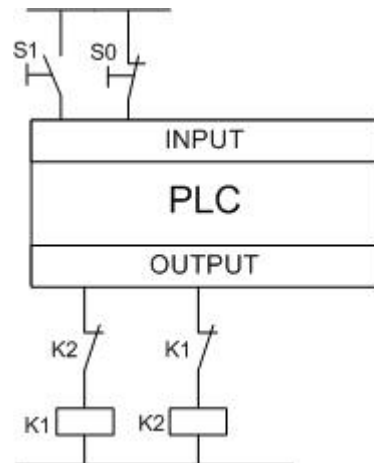 S1 S0
INPUT
PLC
OUTPUT
K2 K1
K1 K2